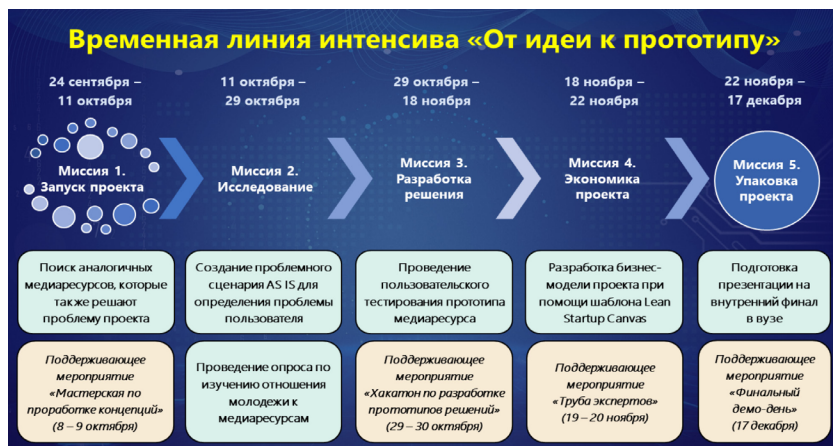 Временная линия интенсива «От идеи к прототипу»
24 сентября –
11 октября
11 октября –
29 октября
29 октября –
18 ноября
18 ноября –
22 ноября
22 ноября –
17 декабря
Миссия 1.
Запуск проекта
Миссия 2.
Исследование
Миссия 3.
Разработка
решения
Миссия 4.
Экономика
проекта
Миссия 5.
Упаковка
проекта
Поиск аналогичных
медиаресурсов, которые
также решают
проблему проекта
Создание проблемного
сценария AS IS для
определения проблемы
пользователя
Проведение
пользовательского
тестирования прототипа
медиаресурса
Разработка бизнес-
модели проекта при
помощи шаблона Lean
Startup Canvas
Подготовка
презентации на
внутренний финал
в вузе
Поддерживающее
мероприятие
«Мастерская по
проработке концепций»
(8 – 9 октября)
Проведение опроса по
изучению отношения
молодежи к
медиаресурсам
Поддерживающее
мероприятие
«Хакатон по разработке
прототипов решений»
(29 – 30 октября)
Поддерживающее
мероприятие
«Труба экспертов»
(19 – 20 ноября)
Поддерживающее
мероприятие
«Финальный
демо-день»
(17 декабря)